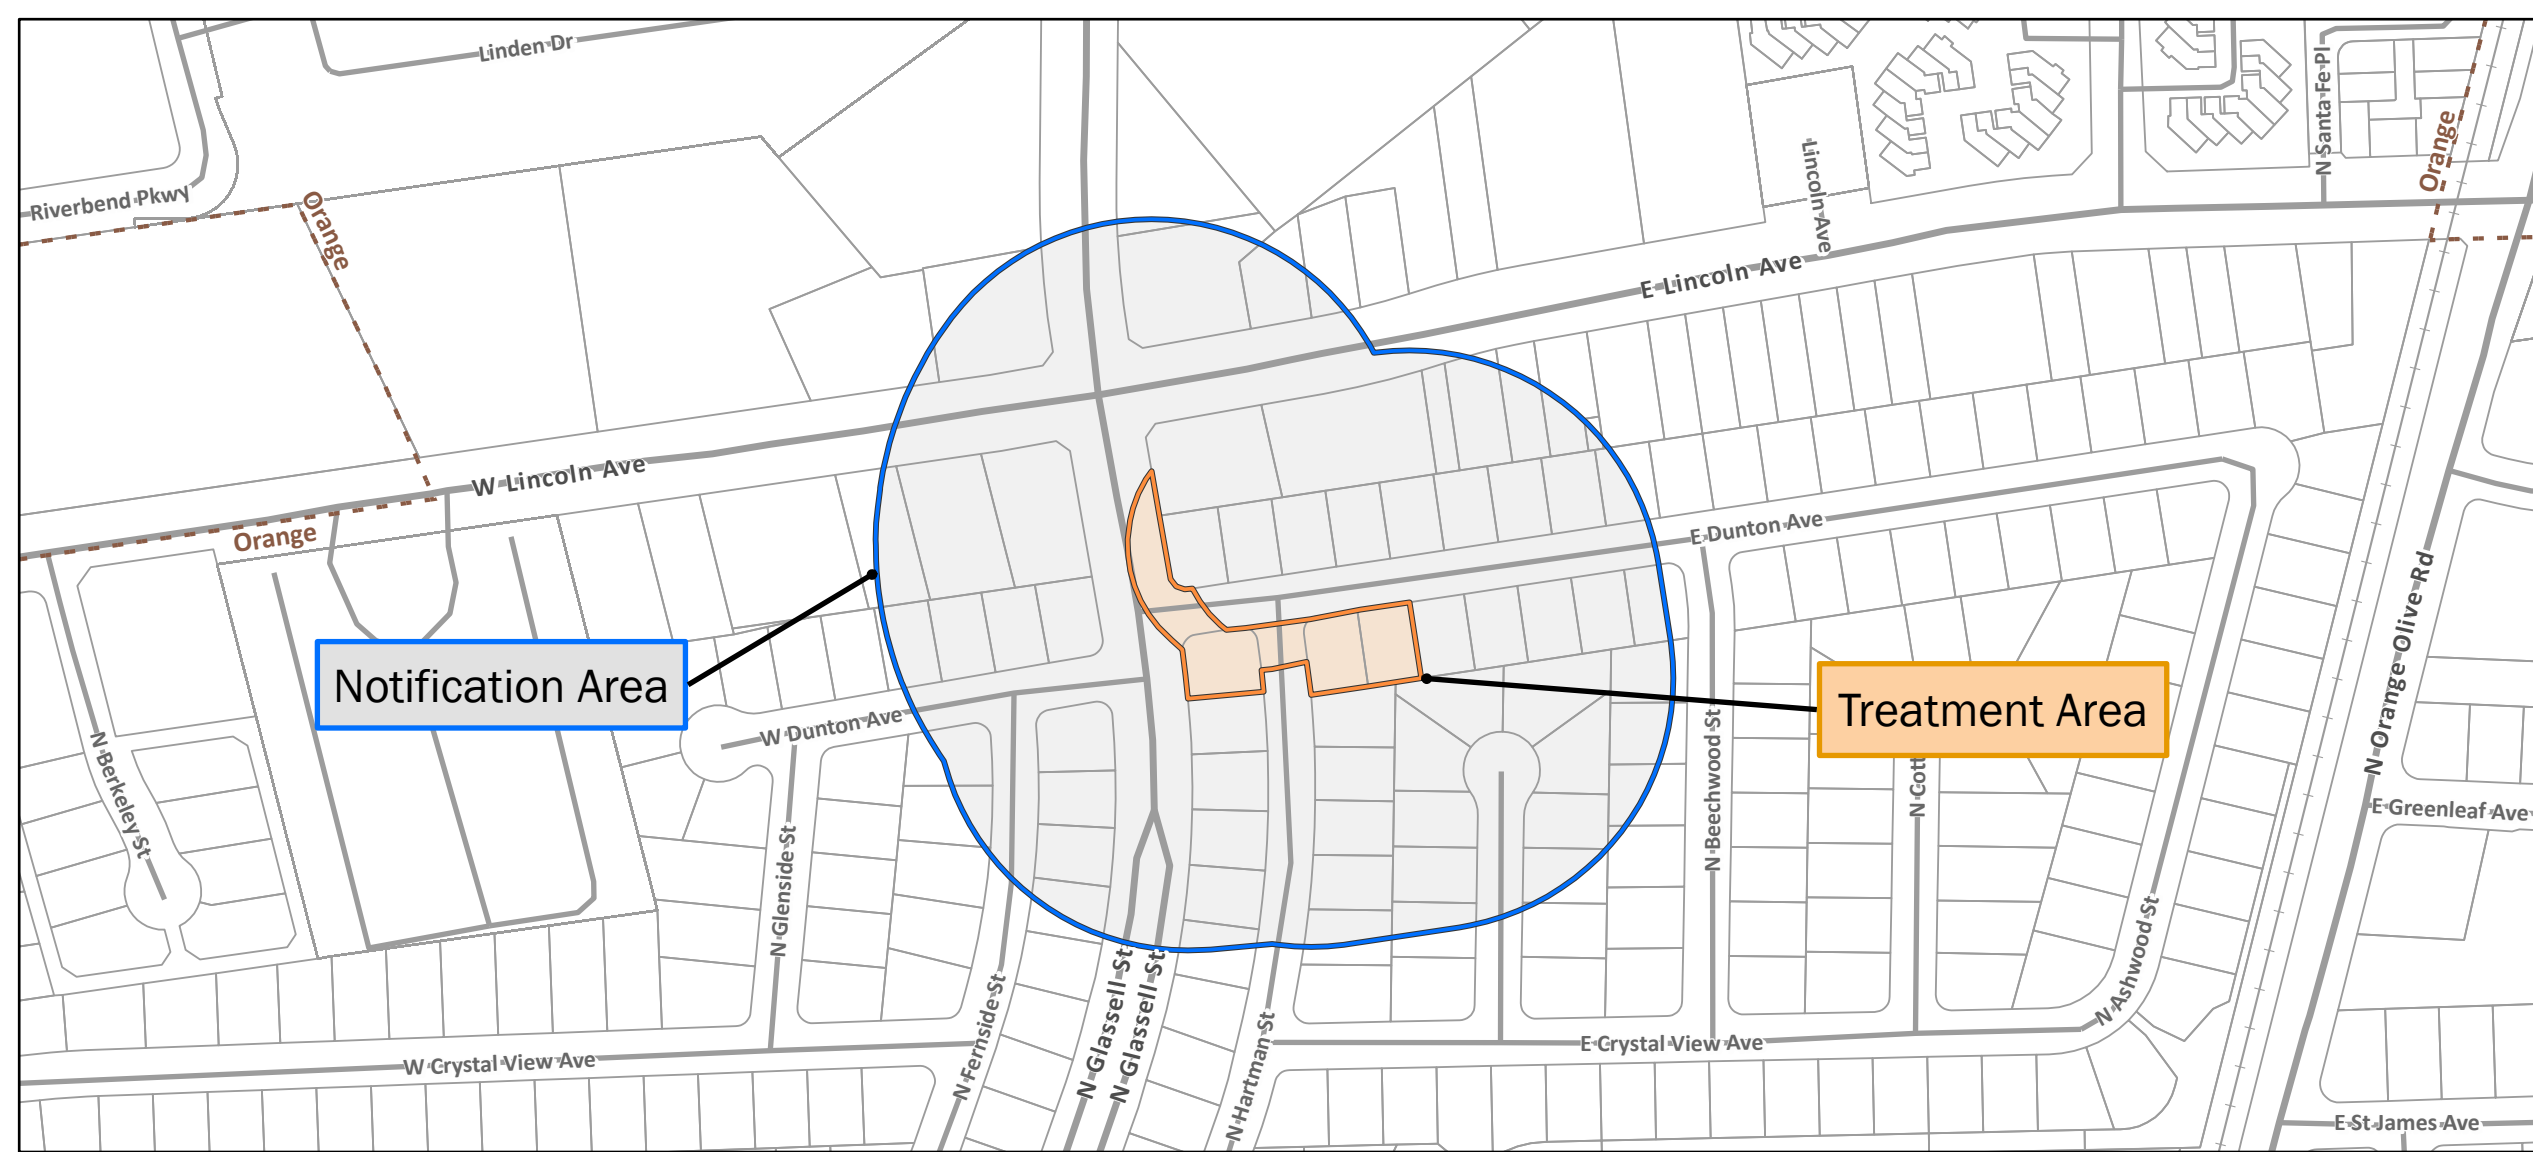 Linden Dr
N Santa Fe Pl
Orange
Riverbend Pkwy
Orange
Lincoln Ave
E Lincoln Ave
W Lincoln Ave
Orange
E Dunton Ave
N Orange Olive Rd
Notification Area
Treatment Area
W Dunton Ave
N Berkeley St
N Glenside St
N Beechwood St
N Cott
E Greenleaf Ave
N Ashwood St
N Fernside St
N Glassell St
N Glassell St
N Hartman St
E Crystal View Ave
W Crystal View Ave
E St James Ave